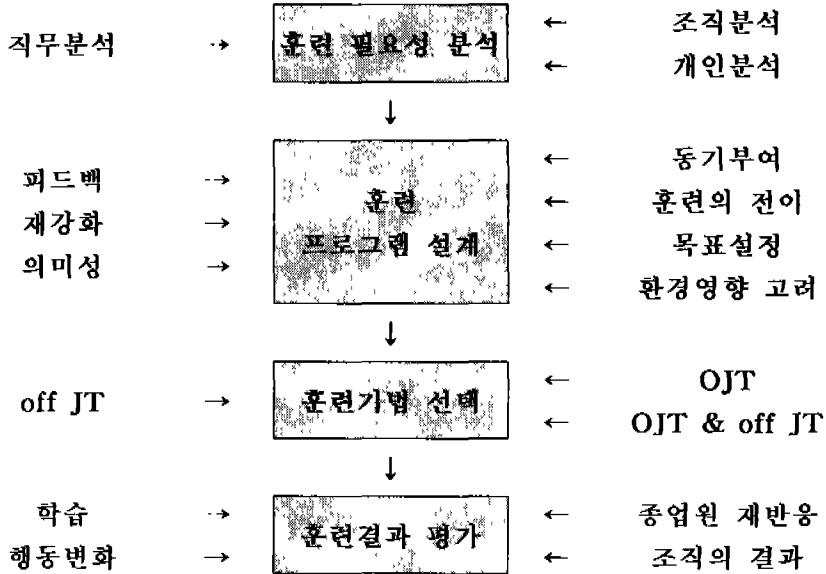 직무분석 → 훈련 필요성 분석 ← 조직분석
← 개인분석
↓
← 동기부여
피드백 →
훈련 ← 훈련의 전이
재강화 →
프로그램 설계 ← 목표설정
의미성 →
← 환경영향 고려
↓
off JT → 훈련기법 선택 ← OJT
← OJT & off JT
↓
학습 → ← 종업원 재반응
훈련결과 평가
행동변화 → ← 조직의 결과